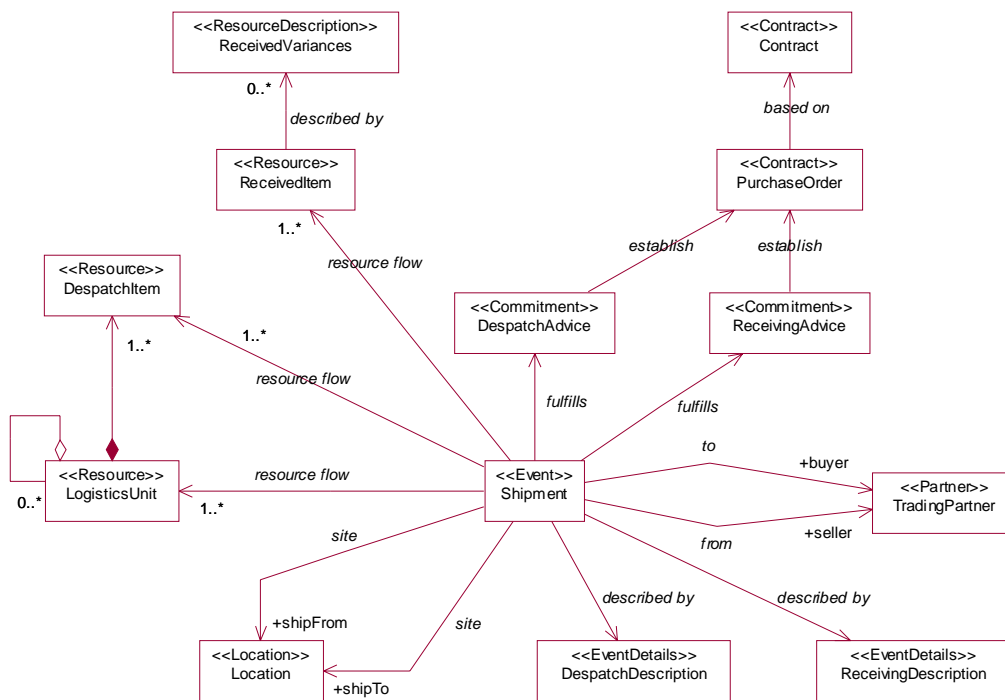 <<ResourceDescription>>
ReceivedVariances
<<Contract>>
Contract
0..*
described by
based on
<<Resource>>
ReceivedItem
<<Contract>>
PurchaseOrder
1..*
resource flow
establish
establish
<<Resource>>
DespatchItem
<<Commitment>>
DespatchAdvice
<<Commitment>>
ReceivingAdvice
1..*
1..*
resource flow
fulfills
fulfills
to
+buyer
<<Resource>>
LogisticsUnit
0..*
resource flow
1..*
<<Event>>
Shipment
<<Partner>>
TradingPartner
from
+seller
site
site
described by
described by
+shipFrom
<<Location>>
Location
+shipTo
<<EventDetails>>
DespatchDescription
<<EventDetails>>
ReceivingDescription